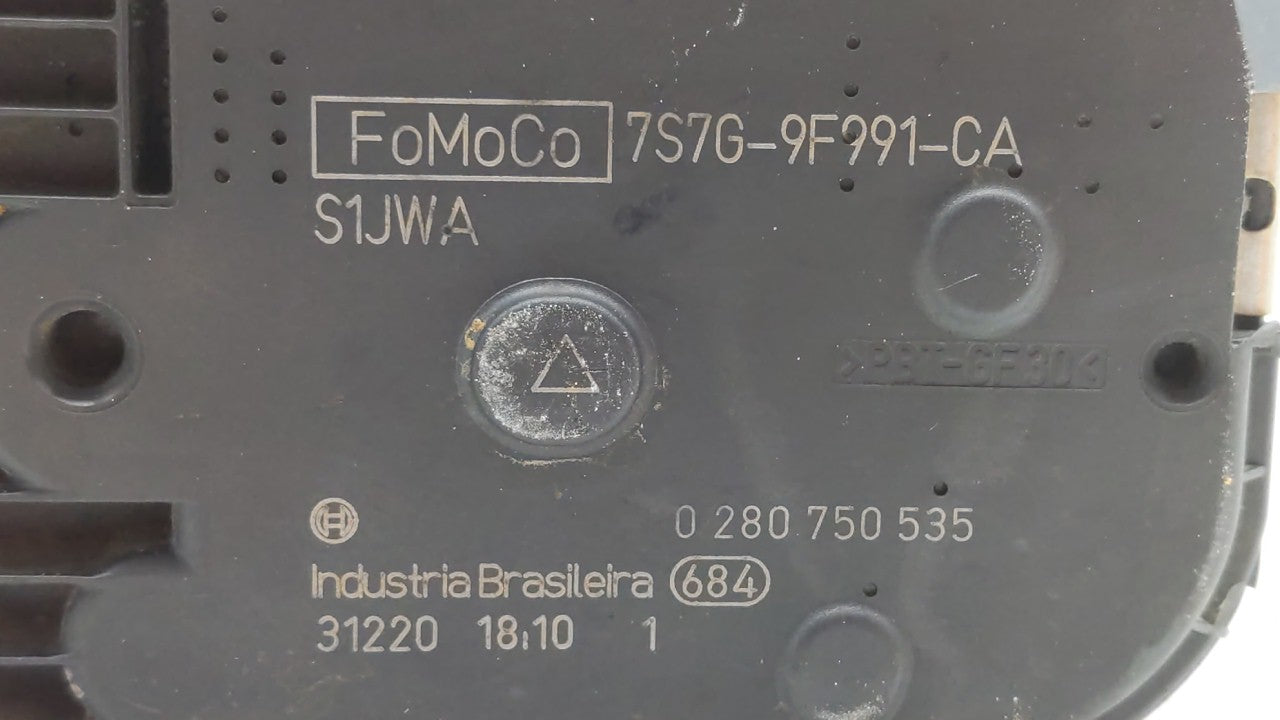 FoMoCo 7S7G-9F991-CA
S1JWA
>PBT-GF30<
0 280 750 535
Industria Brasileira 684
31220 18:10 1